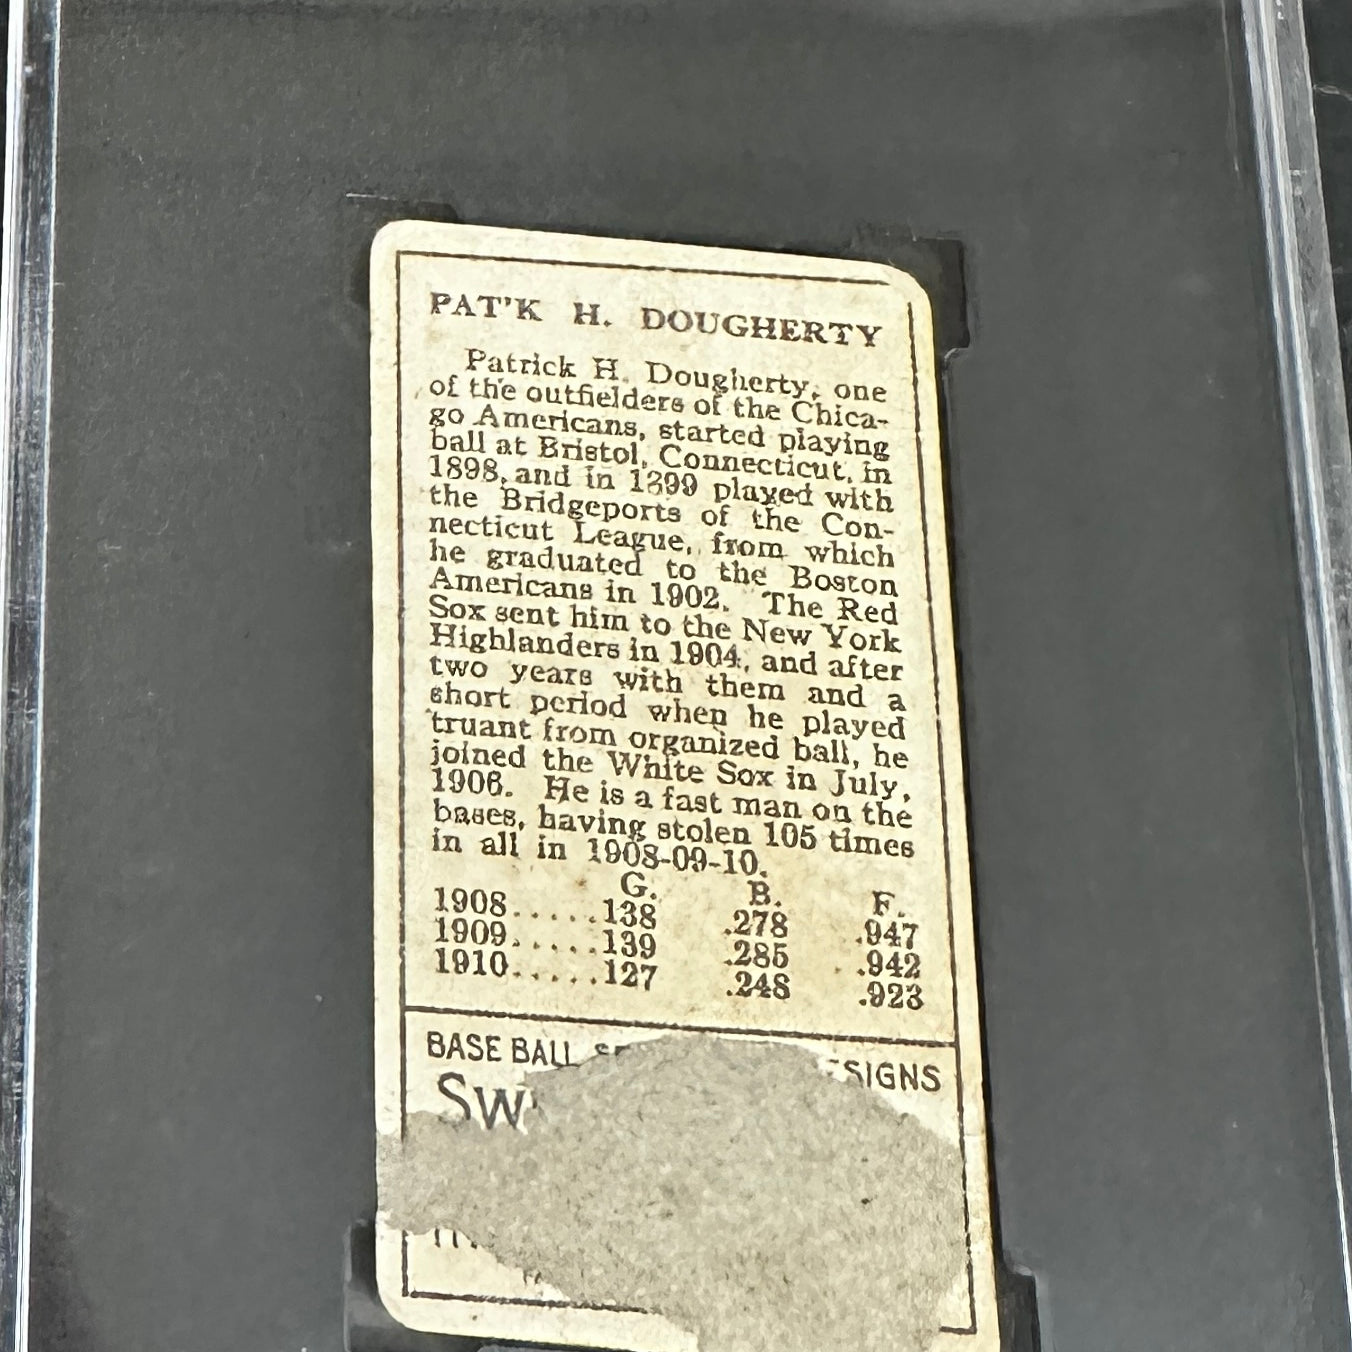 PAT'K H. DOUGHERTY
Patrick H. Dougherty, one
of the outfielders of the Chica-
go Americans, started playing
ball at Bristol, Connecticut, in
1898, and in 1899 played with
the Bridgeports of the Con-
necticut League, from which
he graduated to the Boston
Americans in 1902. The Red
Sox sent him to the New York
Highlanders in 1904, and after
two years with them and a
short period when he played
truant from organized ball, he
joined the White Sox in July,
1906. He is a fast man on the
bases, having stolen 105 times
in all in 1908-09-10.
G. B. F.
1908.....138 .278 .947
1909.....139 .285 .942
1910.....127 .248 .923
BASE BALL